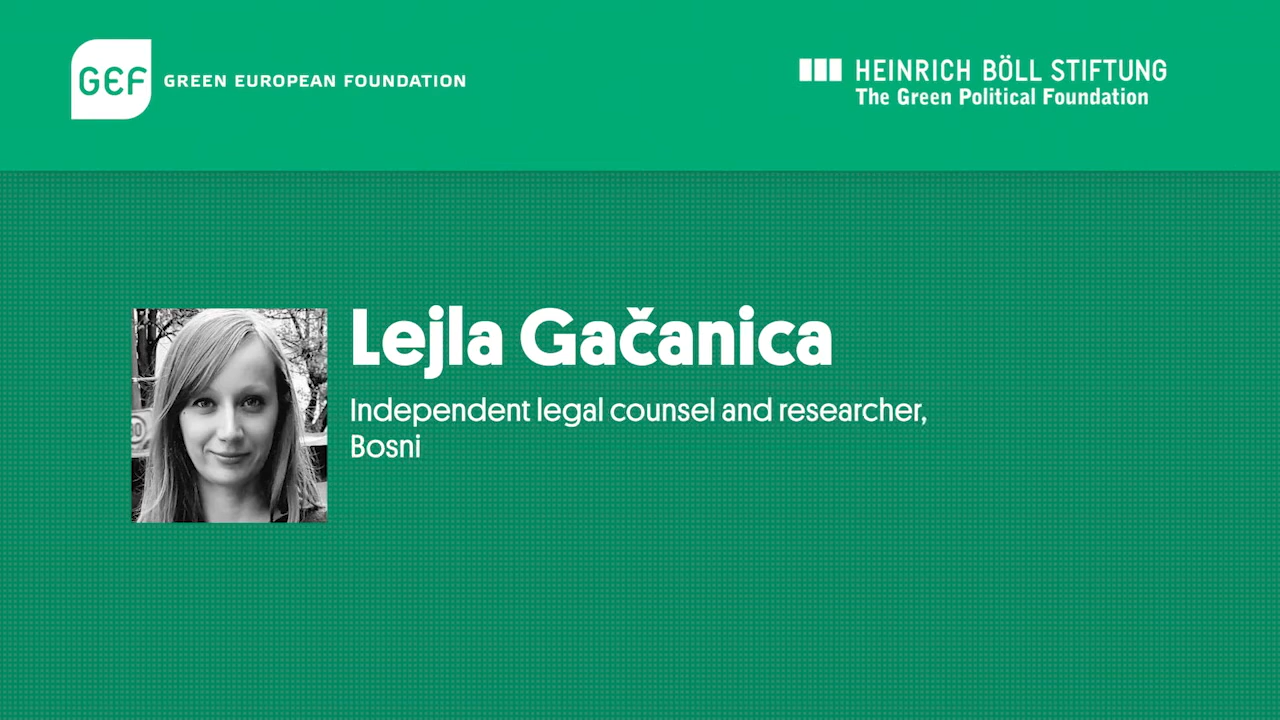 GEF GREEN EUROPEAN FOUNDATION
HEINRICH BÖLL STIFTUNG
The Green Political Foundation
Lejla Gačanica
Independent legal counsel and researcher,
Bosni